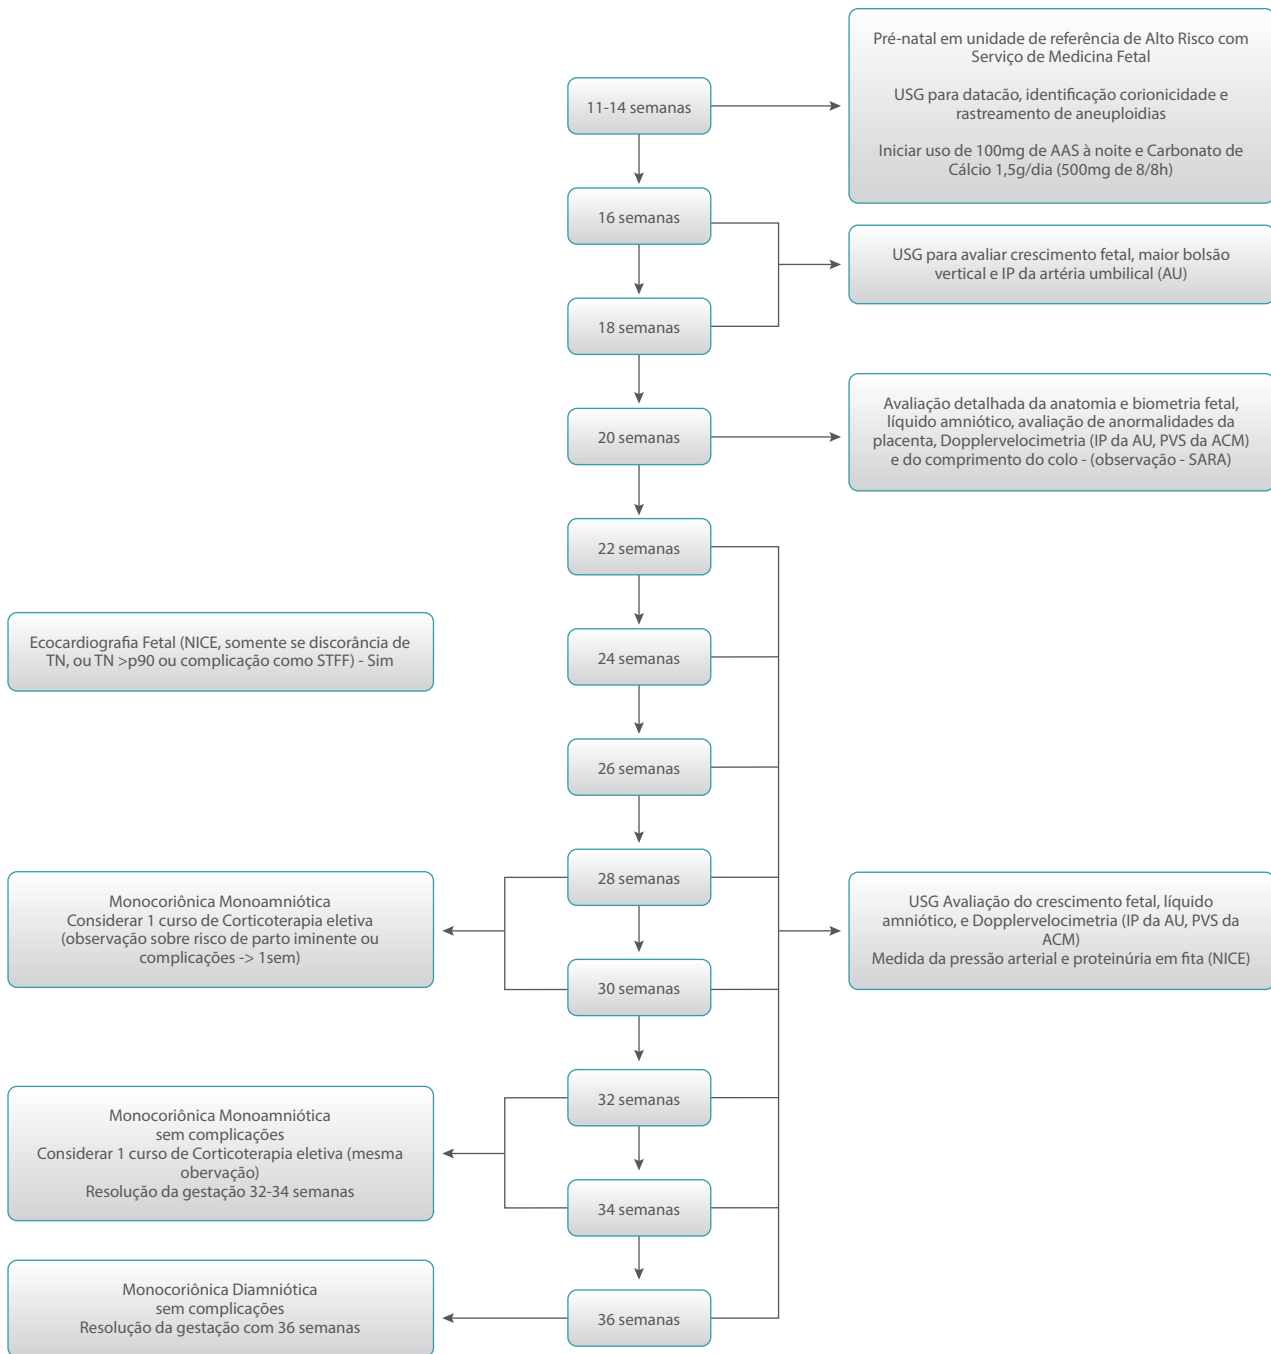 Pré-natal em unidade de referência de Alto Risco com
Serviço de Medicina Fetal
USG para datacão, identificação corionicidade e
rastreamento de aneuploidias
Iniciar uso de 100mg de AAS à noite e Carbonato de
Cálcio 1,5g/dia (500mg de 8/8h)
11-14 semanas
16 semanas
USG para avaliar crescimento fetal, maior bolsão
vertical e IP da artéria umbilical (AU)
18 semanas
Avaliação detalhada da anatomia e biometria fetal,
líquido amniótico, avaliação de anormalidades da
placenta, Dopplervelocimetria (IP da AU, PVS da ACM)
e do comprimento do colo - (observação - SARA)
20 semanas
22 semanas
Ecocardiografia Fetal (NICE, somente se discorância de
TN, ou TN >p90 ou complicação como STFF) - Sim
24 semanas
26 semanas
28 semanas
Monocoriônica Monoamniótica
Considerar 1 curso de Corticoterapia eletiva
(observação sobre risco de parto iminente ou
complicações -> 1sem)
USG Avaliação do crescimento fetal, líquido
amniótico, e Dopplervelocimetria (IP da AU, PVS da
ACM)
Medida da pressão arterial e proteinúria em fita (NICE)
30 semanas
32 semanas
Monocoriônica Monoamniótica
sem complicações
Considerar 1 curso de Corticoterapia eletiva (mesma
obervação)
Resolução da gestação 32-34 semanas
34 semanas
Monocoriônica Diamniótica
sem complicações
Resolução da gestação com 36 semanas
36 semanas